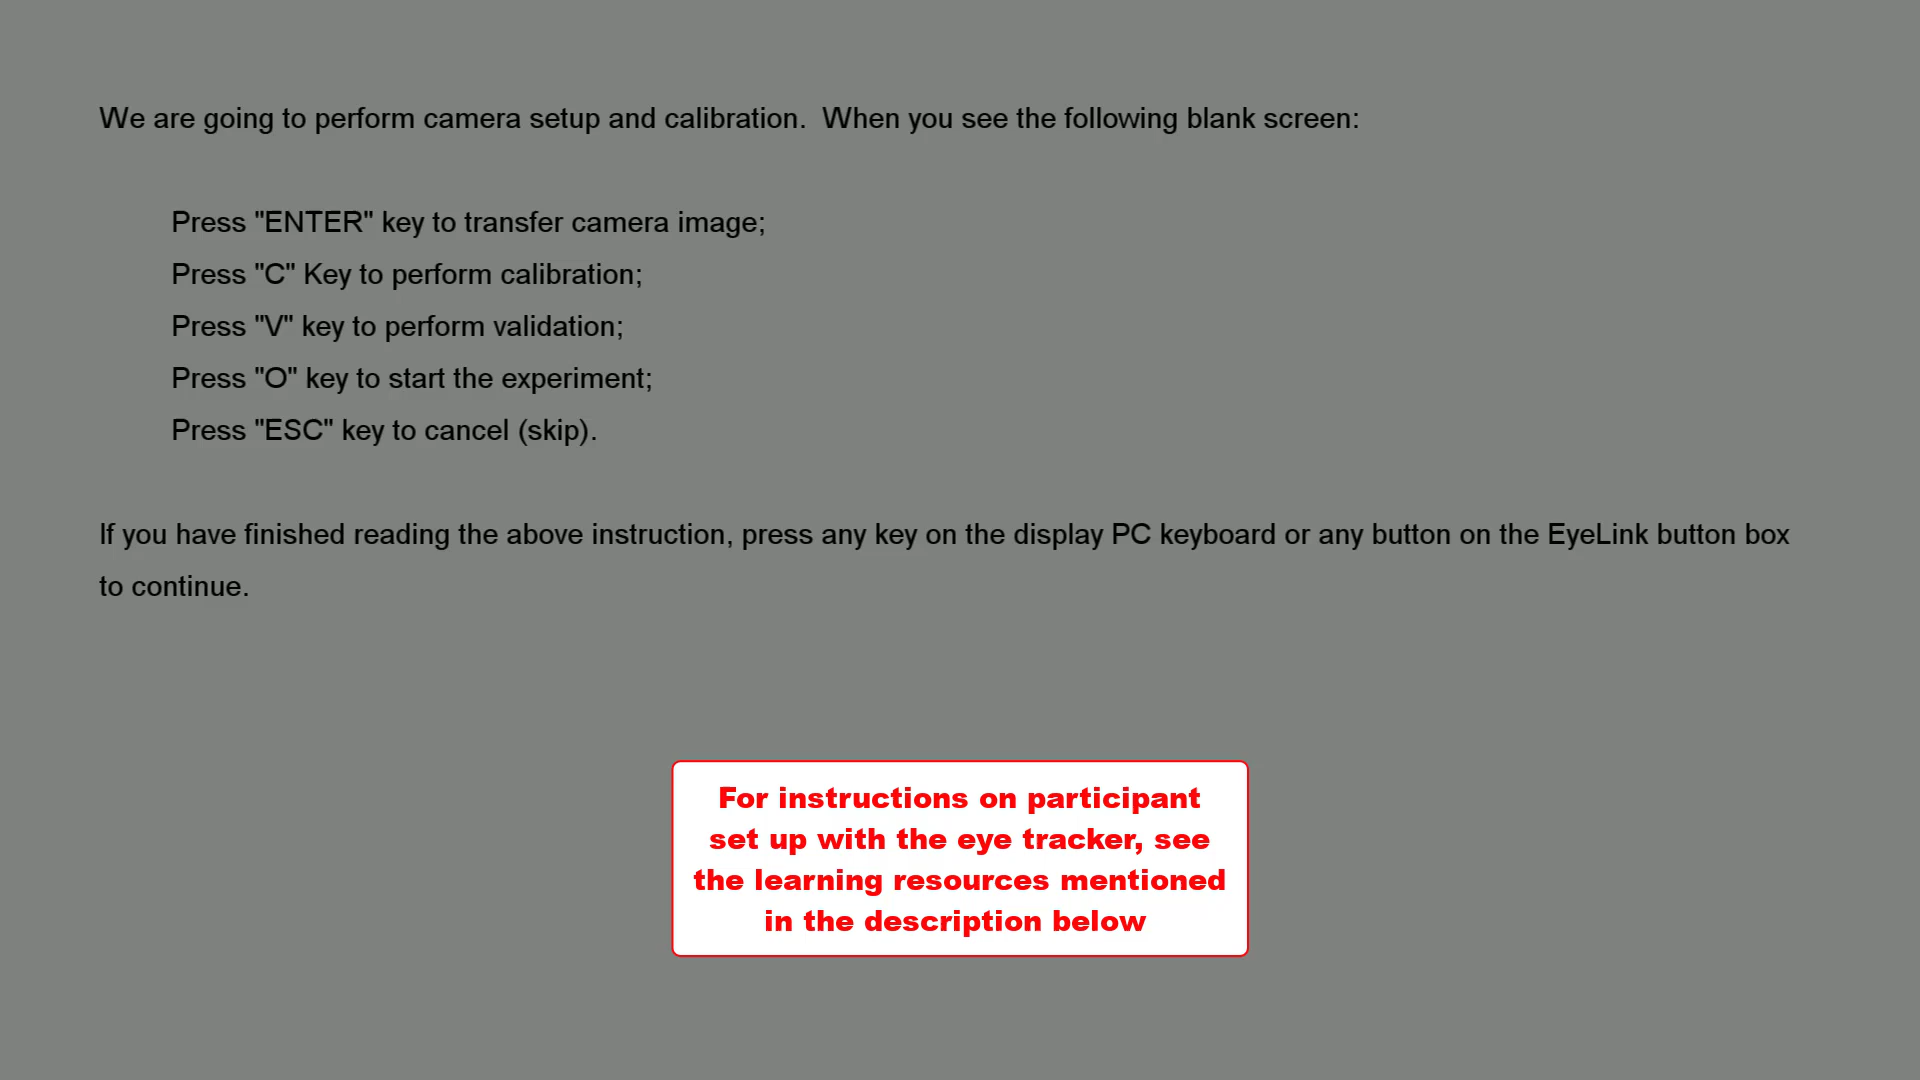 We are going to perform camera setup and calibration.  When you see the following blank screen:
Press "ENTER" key to transfer camera image;
Press "C" Key to perform calibration;
Press "V" key to perform validation;
Press "O" key to start the experiment;
Press "ESC" key to cancel (skip).
If you have finished reading the above instruction, press any key on the display PC keyboard or any button on the EyeLink button box
to continue.
For instructions on participant
set up with the eye tracker, see
the learning resources mentioned
in the description below